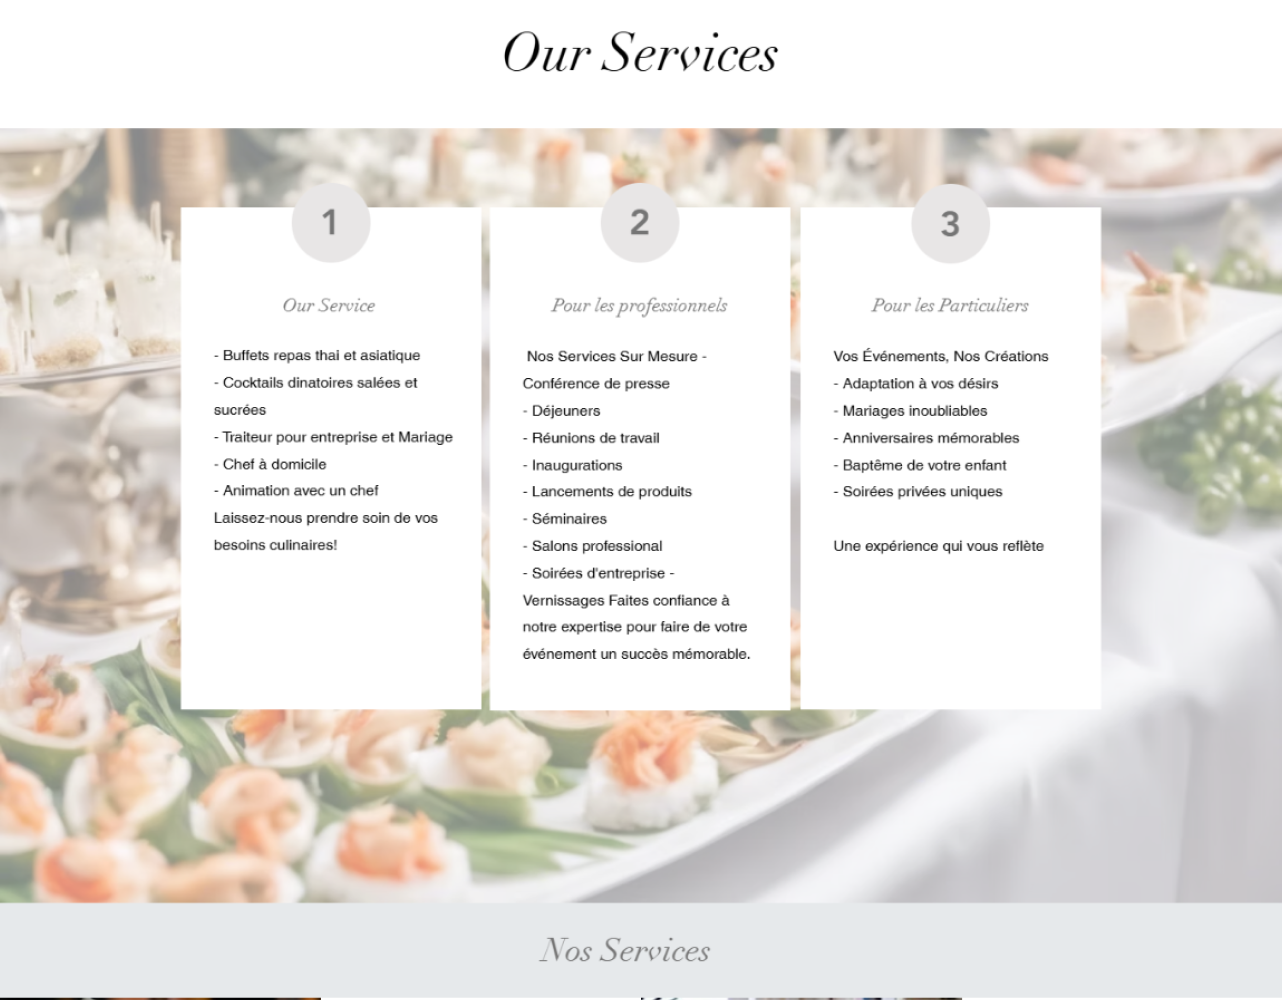 Our Services
1
Our Service
- Buffets repas thai et asiatique
- Cocktails dinatoires salées et
sucrées
- Traiteur pour entreprise et Mariage
- Chef à domicile
- Animation avec un chef
Laissez-nous prendre soin de vos
besoins culinaires!
2
Pour les professionnels
Nos Services Sur Mesure -
Conférence de presse
- Déjeuners
- Réunions de travail
- Inaugurations
- Lancements de produits
- Séminaires
- Salons professional
- Soirées d'entreprise -
Vernissages Faites confiance à
notre expertise pour faire de votre
événement un succès mémorable.
3
Pour les Particuliers
Vos Événements, Nos Créations
- Adaptation à vos désirs
- Mariages inoubliables
- Anniversaires mémorables
- Baptême de votre enfant
- Soirées privées uniques
Une expérience qui vous reflète
Nos Services